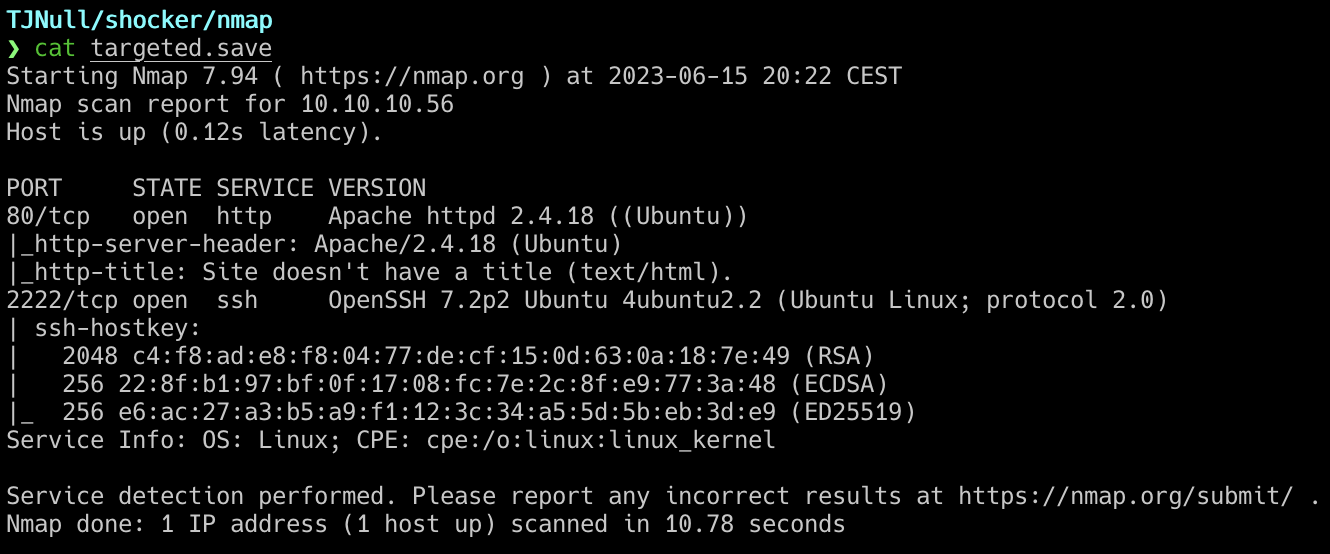 TJNull/shocker/nmap
❯ cat targeted.save
Starting Nmap 7.94 ( https://nmap.org ) at 2023-06-15 20:22 CEST
Nmap scan report for 10.10.10.56
Host is up (0.12s latency).

PORT     STATE SERVICE VERSION
80/tcp   open  http    Apache httpd 2.4.18 ((Ubuntu))
|_http-server-header: Apache/2.4.18 (Ubuntu)
|_http-title: Site doesn't have a title (text/html).
2222/tcp open  ssh     OpenSSH 7.2p2 Ubuntu 4ubuntu2.2 (Ubuntu Linux; protocol 2.0)
| ssh-hostkey:
|   2048 c4:f8:ad:e8:f8:04:77:de:cf:15:0d:63:0a:18:7e:49 (RSA)
|   256 22:8f:b1:97:bf:0f:17:08:fc:7e:2c:8f:e9:77:3a:48 (ECDSA)
|_  256 e6:ac:27:a3:b5:a9:f1:12:3c:34:a5:5d:5b:eb:3d:e9 (ED25519)
Service Info: OS: Linux; CPE: cpe:/o:linux:linux_kernel

Service detection performed. Please report any incorrect results at https://nmap.org/submit/ .
Nmap done: 1 IP address (1 host up) scanned in 10.78 seconds